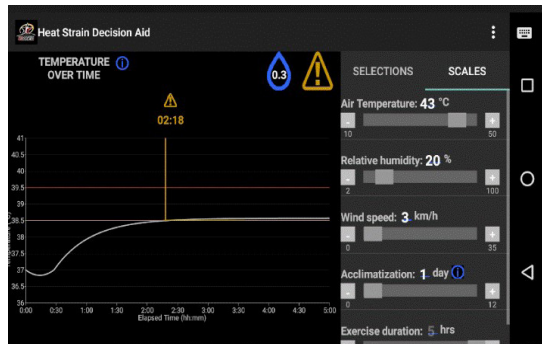 Heat Strain Decision Aid
TEMPERATURE
OVER TIME
0.3
SELECTIONS
SCALES
02:18
41
40.5
40
39.5
39
38.5
38
37.5
37
36.5
36
0:00 0:30 1:00 1:30 2:00 2:30 3:00 3:30 4:00 4:30 5:00
Elapsed Time (hh:mm)
Air Temperature: 43 °C
- +
10 50
Relative humidity: 20 %
- +
2 100
Wind speed: 3 km/h
- +
0 35
Acclimatization: 1 day
- +
0 12
Exercise duration: 5 hrs